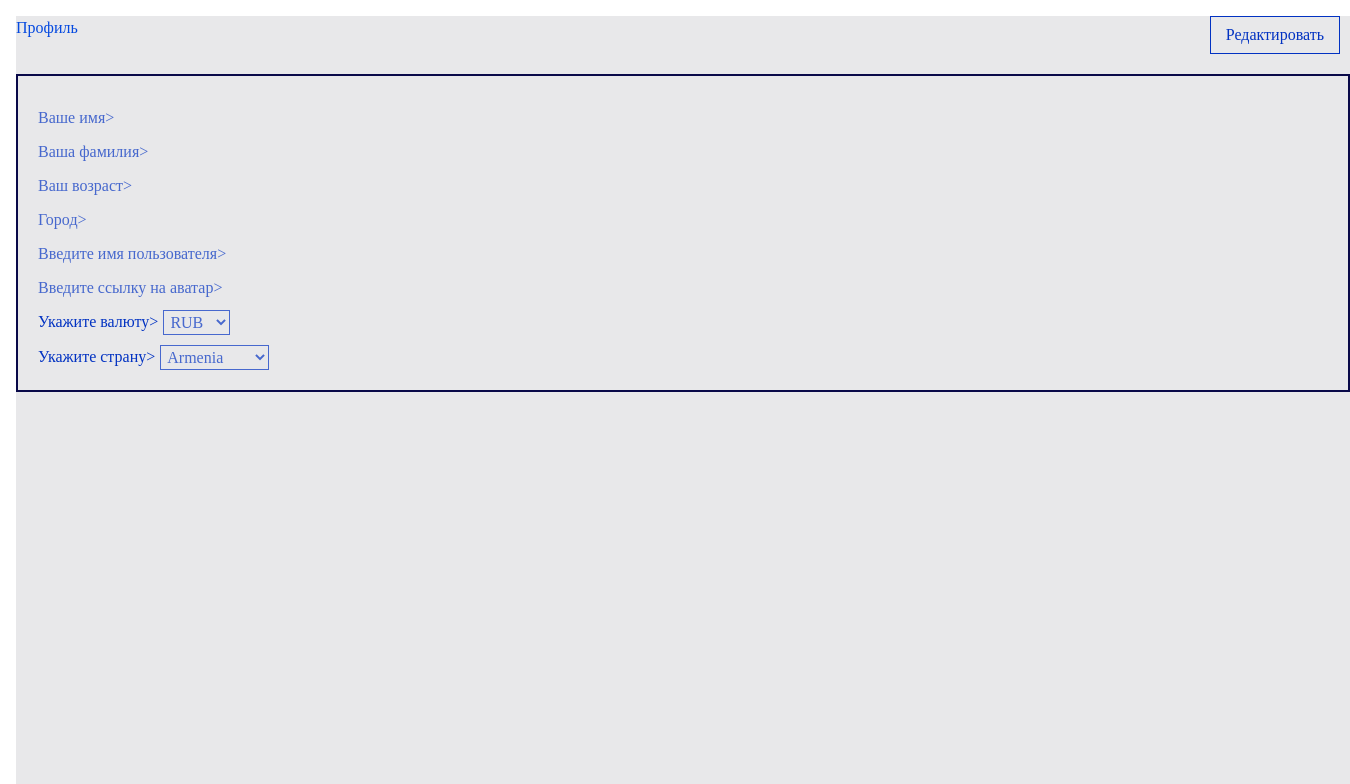 Профиль
Редактировать
Ваше имя>
Ваша фамилия>
Ваш возраст>
Город>
Введите имя пользователя>
Введите ссылку на аватар>
Укажите валюту> RUB
Укажите страну> Armenia